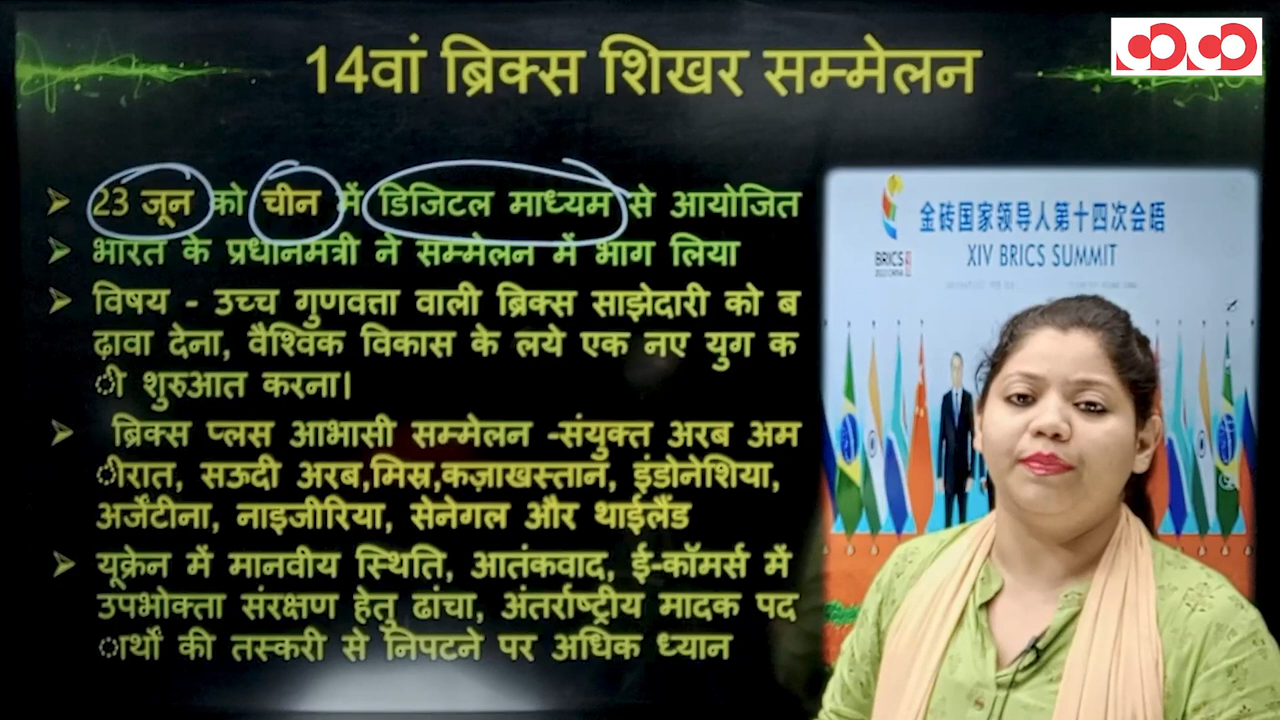 14वां ब्रिक्स शिखर सम्मेलन
➢ 23 जून को चीन में डिजिटल माध्यम से आयोजित
➢ भारत के प्रधानमंत्री ने सम्मेलन में भाग लिया
➢ विषय - उच्च गुणवत्ता वाली ब्रिक्स साझेदारी को ब
ढ़ावा देना, वैश्विक विकास के लये एक नए युग क
ी शुरुआत करना।
➢ ब्रिक्स प्लस आभासी सम्मेलन -संयुक्त अरब अम
ीरात, सऊदी अरब,मिस्र,कज़ाखस्तान, इंडोनेशिया,
अर्जेंटीना, नाइजीरिया, सेनेगल और थाईलैंड
➢ यूक्रेन में मानवीय स्थिति, आतंकवाद, ई-कॉमर्स में
उपभोक्ता संरक्षण हेतु ढांचा, अंतर्राष्ट्रीय मादक पद
ार्थों की तस्करी से निपटने पर अधिक ध्यान
金砖国家领导人第十四次会晤
XIV BRICS SUMMIT
BRICS